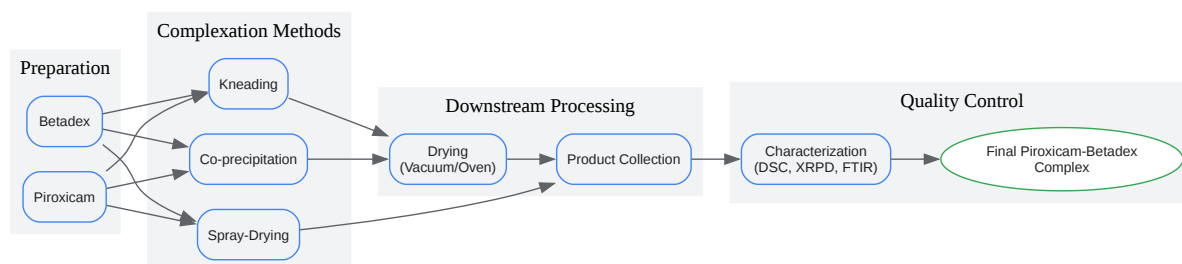 Preparation
Betadex
Piroxicam
Complexation Methods
Kneading
Co-precipitation
Spray-Drying
Downstream Processing
Drying
(Vacuum/Oven)
Product Collection
Quality Control
Characterization
(DSC, XRPD, FTIR)
Final Piroxicam-Betadex
Complex